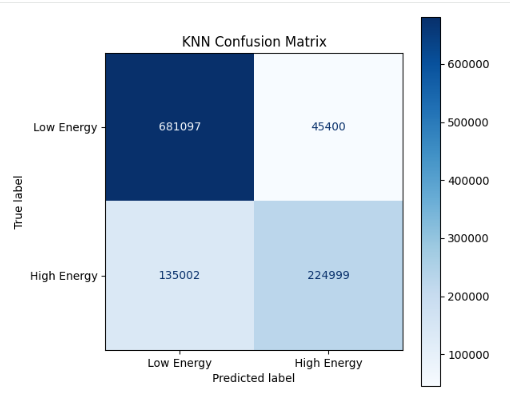 KNN Confusion Matrix
Low Energy
681097
45400
High Energy
135002
224999
Low Energy
High Energy
Predicted label
True label
600000
500000
400000
300000
200000
100000